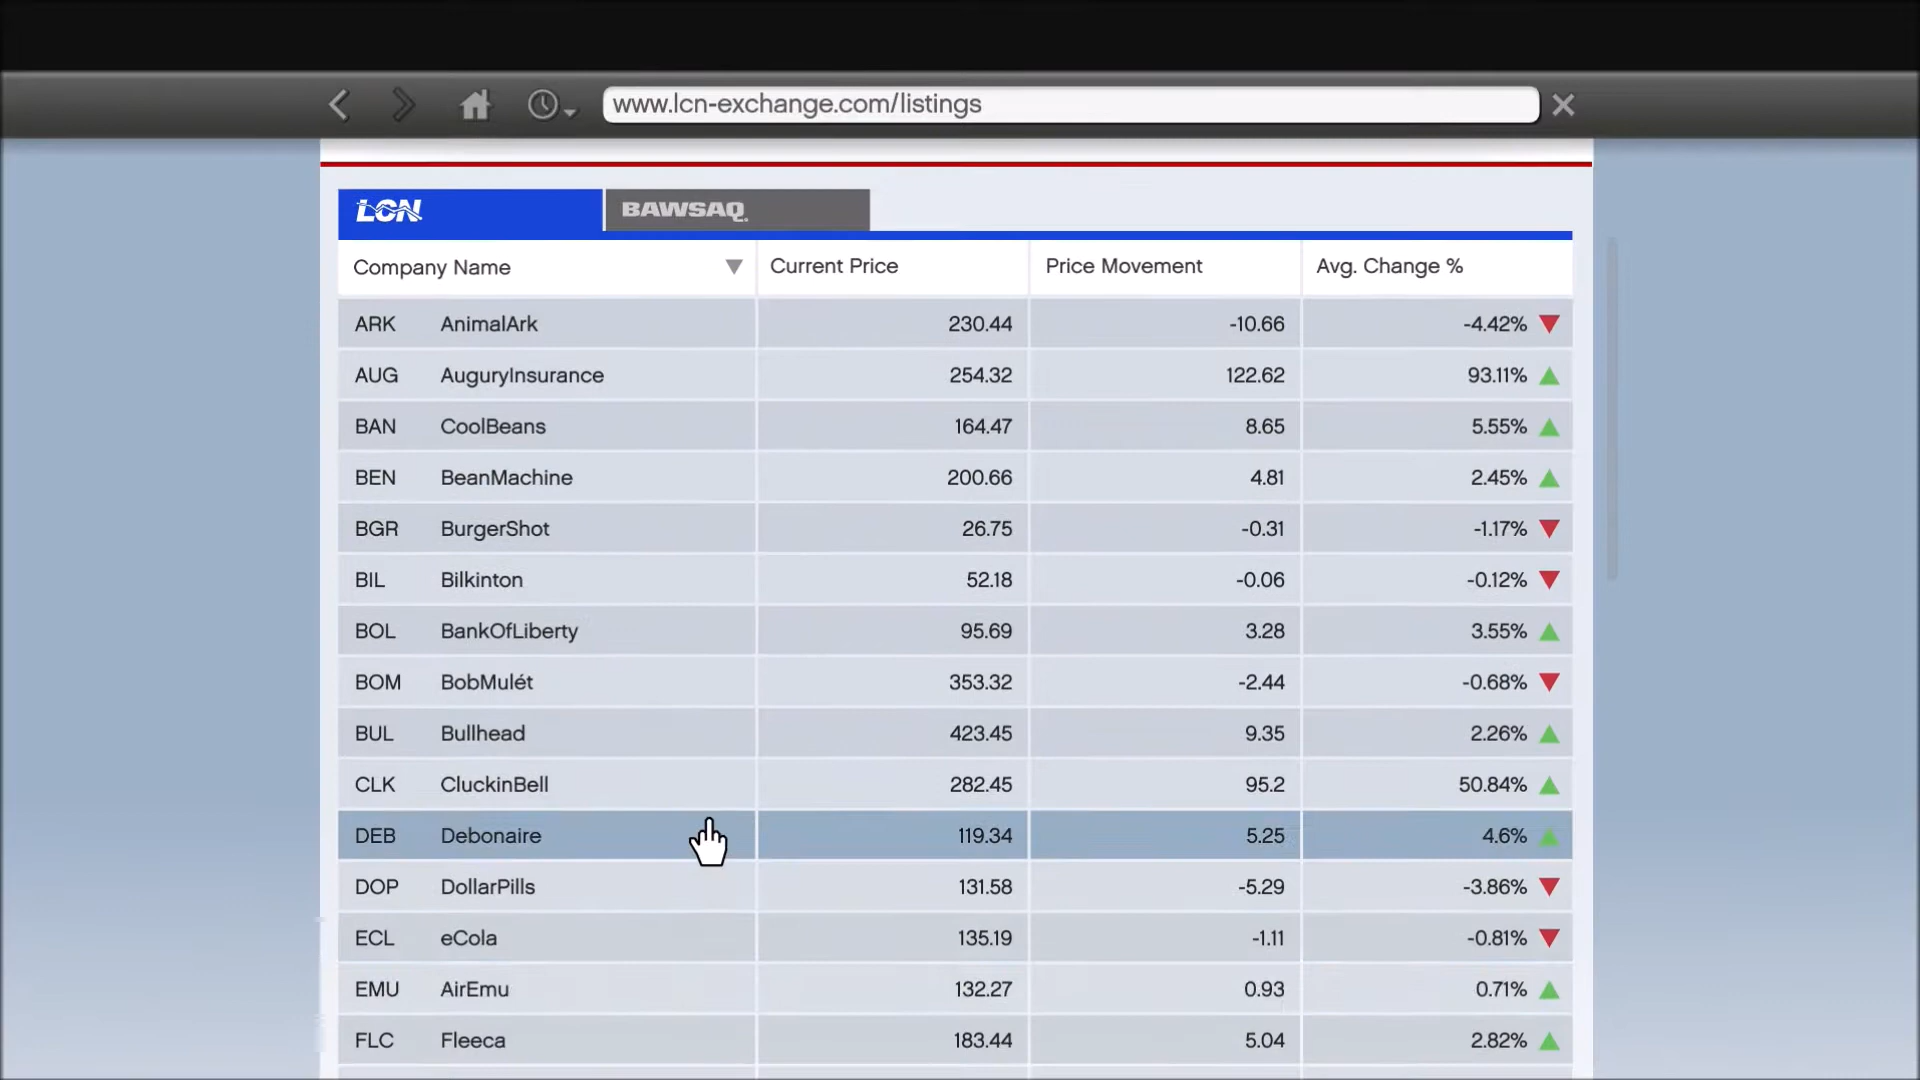 www.lcn-exchange.com/listings
LCN BAWSAQ
Company Name Current Price Price Movement Avg. Change %
ARK AnimalArk 230.44 -10.66 -4.42%
AUG AuguryInsurance 254.32 122.62 93.11%
BAN CoolBeans 164.47 8.65 5.55%
BEN BeanMachine 200.66 4.81 2.45%
BGR BurgerShot 26.75 -0.31 -1.17%
BIL Bilkinton 52.18 -0.06 -0.12%
BOL BankOfLiberty 95.69 3.28 3.55%
BOM BobMulét 353.32 -2.44 -0.68%
BUL Bullhead 423.45 9.35 2.26%
CLK CluckinBell 282.45 95.2 50.84%
DEB Debonaire 119.34 5.25 4.6%
DOP DollarPills 131.58 -5.29 -3.86%
ECL eCola 135.19 -1.11 -0.81%
EMU AirEmu 132.27 0.93 0.71%
FLC Fleeca 183.44 5.04 2.82%